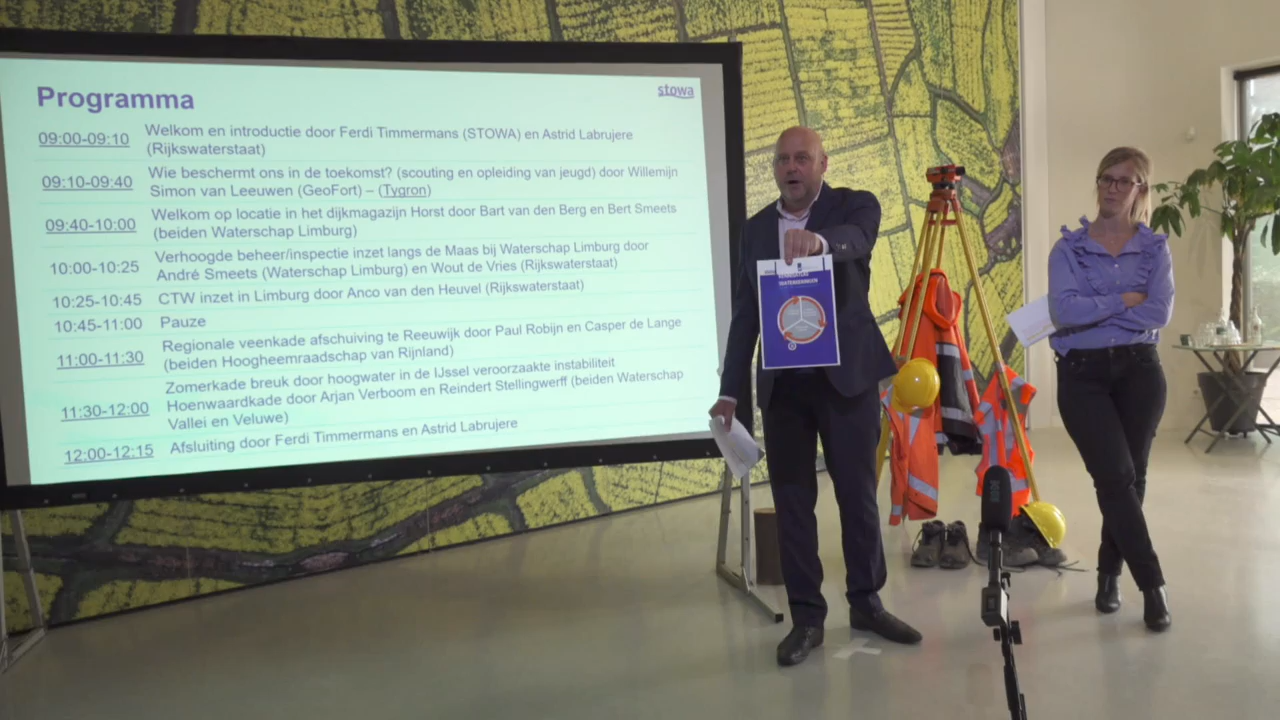 Programma
stowa
09:00-09:10 Welkom en introductie door Ferdi Timmermans (STOWA) en Astrid Labrujere
(Rijkswaterstaat)
09:10-09:40 Wie beschermt ons in de toekomst? (scouting en opleiding van jeugd) door Willemijn
Simon van Leeuwen (GeoFort) – (Tygron)
09:40-10:00 Welkom op locatie in het dijkmagazijn Horst door Bart van den Berg en Bert Smeets
(beiden Waterschap Limburg)
10:00-10:25 Verhoogde beheer/inspectie inzet langs de Maas bij Waterschap Limburg door
André Smeets (Waterschap Limburg) en Wout de Vries (Rijkswaterstaat)
10:25-10:45 CTW inzet in Limburg door Anco van den Heuvel (Rijkswaterstaat)
10:45-11:00 Pauze
11:00-11:30 Regionale veenkade afschuiving te Reeuwijk door Paul Robijn en Casper de Lange
(beiden Hoogheemraadschap van Rijnland)
11:30-12:00 Zomerkade breuk door hoogwater in de IJssel veroorzaakte instabiliteit
Hoenwaardkade door Arjan Verboom en Reindert Stellingwerff (beiden Waterschap
Vallei en Veluwe)
12:00-12:15 Afsluiting door Ferdi Timmermans en Astrid Labrujere
WATERKERINGEN
RODE